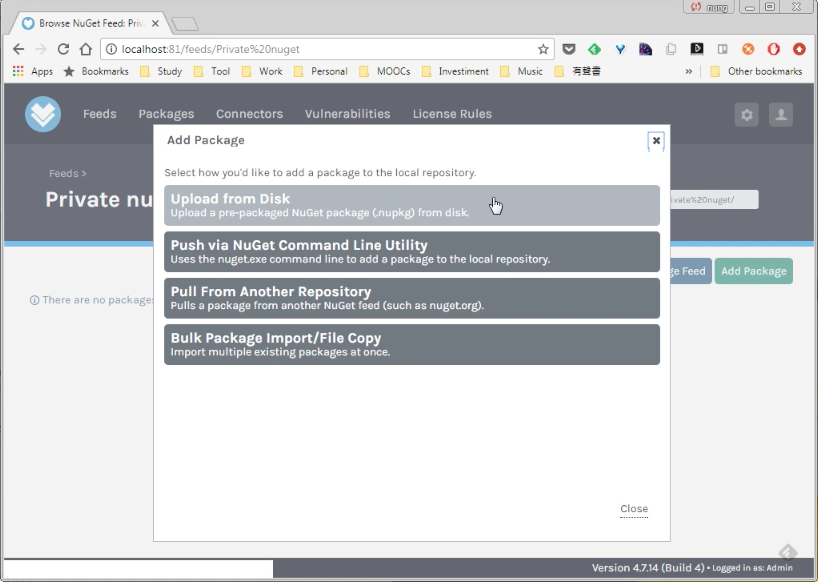 Browse NuGet Feed: Priv
localhost:81/feeds/Private%20nuget
Apps
Bookmarks
Study
Tool
Work
Personal
MOOCs
Investiment
Music
有聲書
»
Other bookmarks
Feeds
Packages
Connectors
Vulnerabilities
License Rules
Add Package
Feeds >
Select how you'd like to add a package to the local repository.
Private nu
Upload from Disk
Upload a pre-packaged NuGet package (.nupkg) from disk.
ivate%20nuget/
Push via NuGet Command Line Utility
Uses the nuget.exe command line to add a package to the local repository.
ge Feed
Add Package
Pull From Another Repository
Pulls a package from another NuGet feed (such as nuget.org).
There are no packages
Bulk Package Import/File Copy
Import multiple existing packages at once.
Close
Version 4.7.14 (Build 4) • Logged in as: Admin